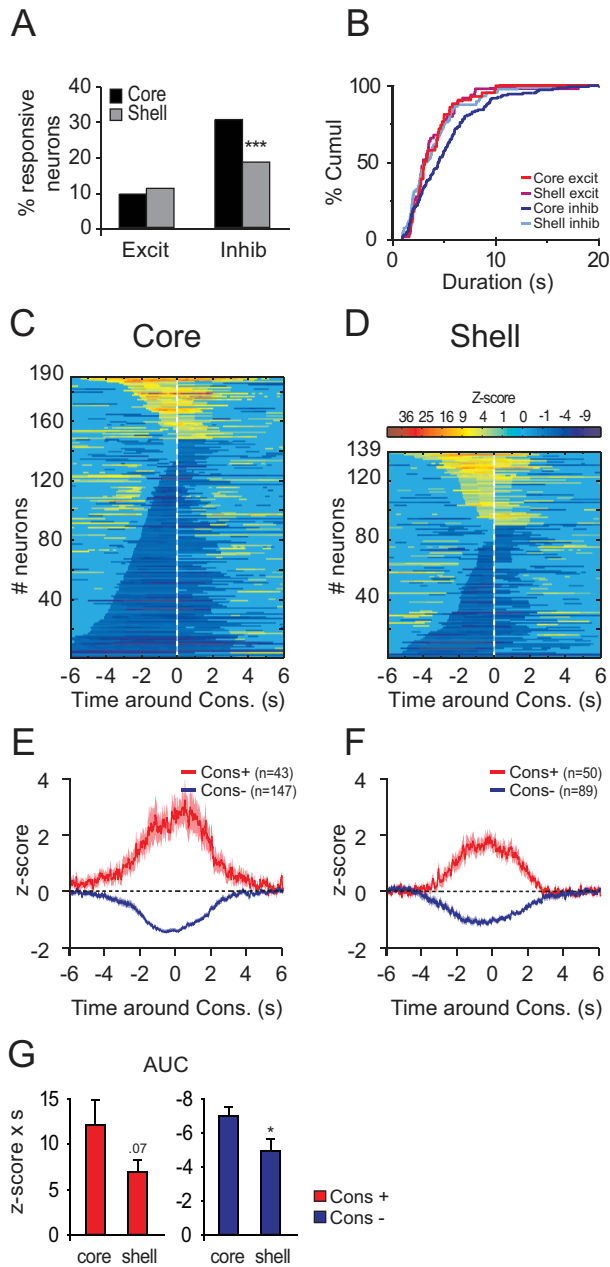 A
% responsive
neurons
40
30
20
10
0
Core
Shell
***
Excit
Inhib
B
% Cumul
100
50
0
Core excit
Shell excit
Core inhib
Shell inhib
0
10
20
Duration (s)
C
Core
# neurons
190
160
120
80
40
-6 -4 -2 0 2 4 6
Time around Cons. (s)
D
Shell
Z-score
36 25 16 9 4 1 0 -1 -4 -9
# neurons
139
120
80
40
-6 -4 -2 0 2 4 6
Time around Cons. (s)
E
z-score
4
2
0
-2
Cons+ (n=43)
Cons- (n=147)
-6 -4 -2 0 2 4 6
Time around Cons. (s)
F
z-score
4
2
0
-2
Cons+ (n=50)
Cons- (n=89)
-6 -4 -2 0 2 4 6
Time around Cons. (s)
G
AUC
z-score x s
15
10
5
0
.07
core shell
-8
-6
-4
-2
0
*
core shell
Cons +
Cons -